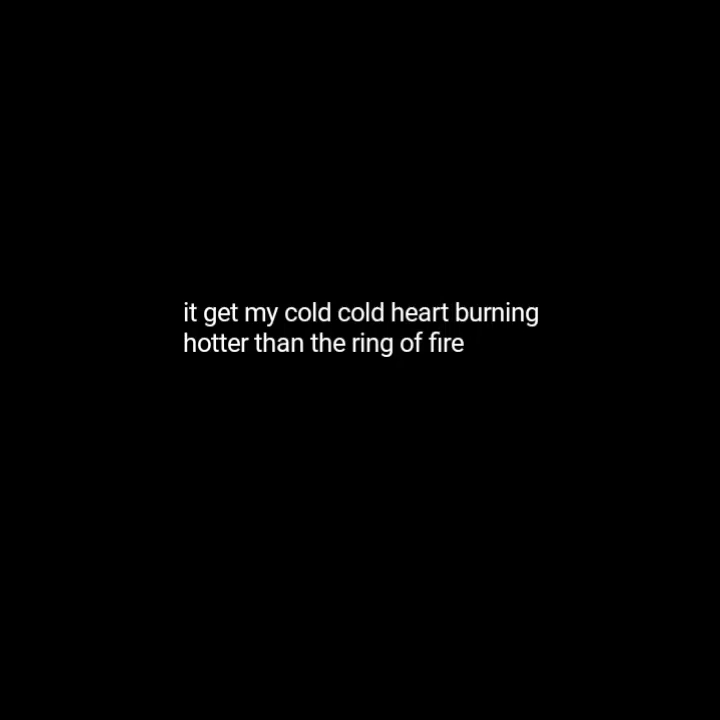 it get my cold cold heart burning
hotter than the ring of fire